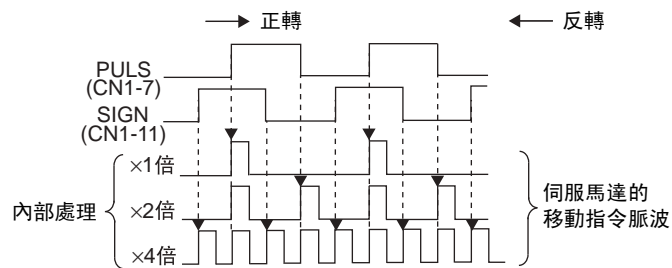 正轉
反轉
PULS
(CN1-7)
SIGN
(CN1-11)
×1倍
內部處理
×2倍
×4倍
伺服馬達的
移動指令脈波